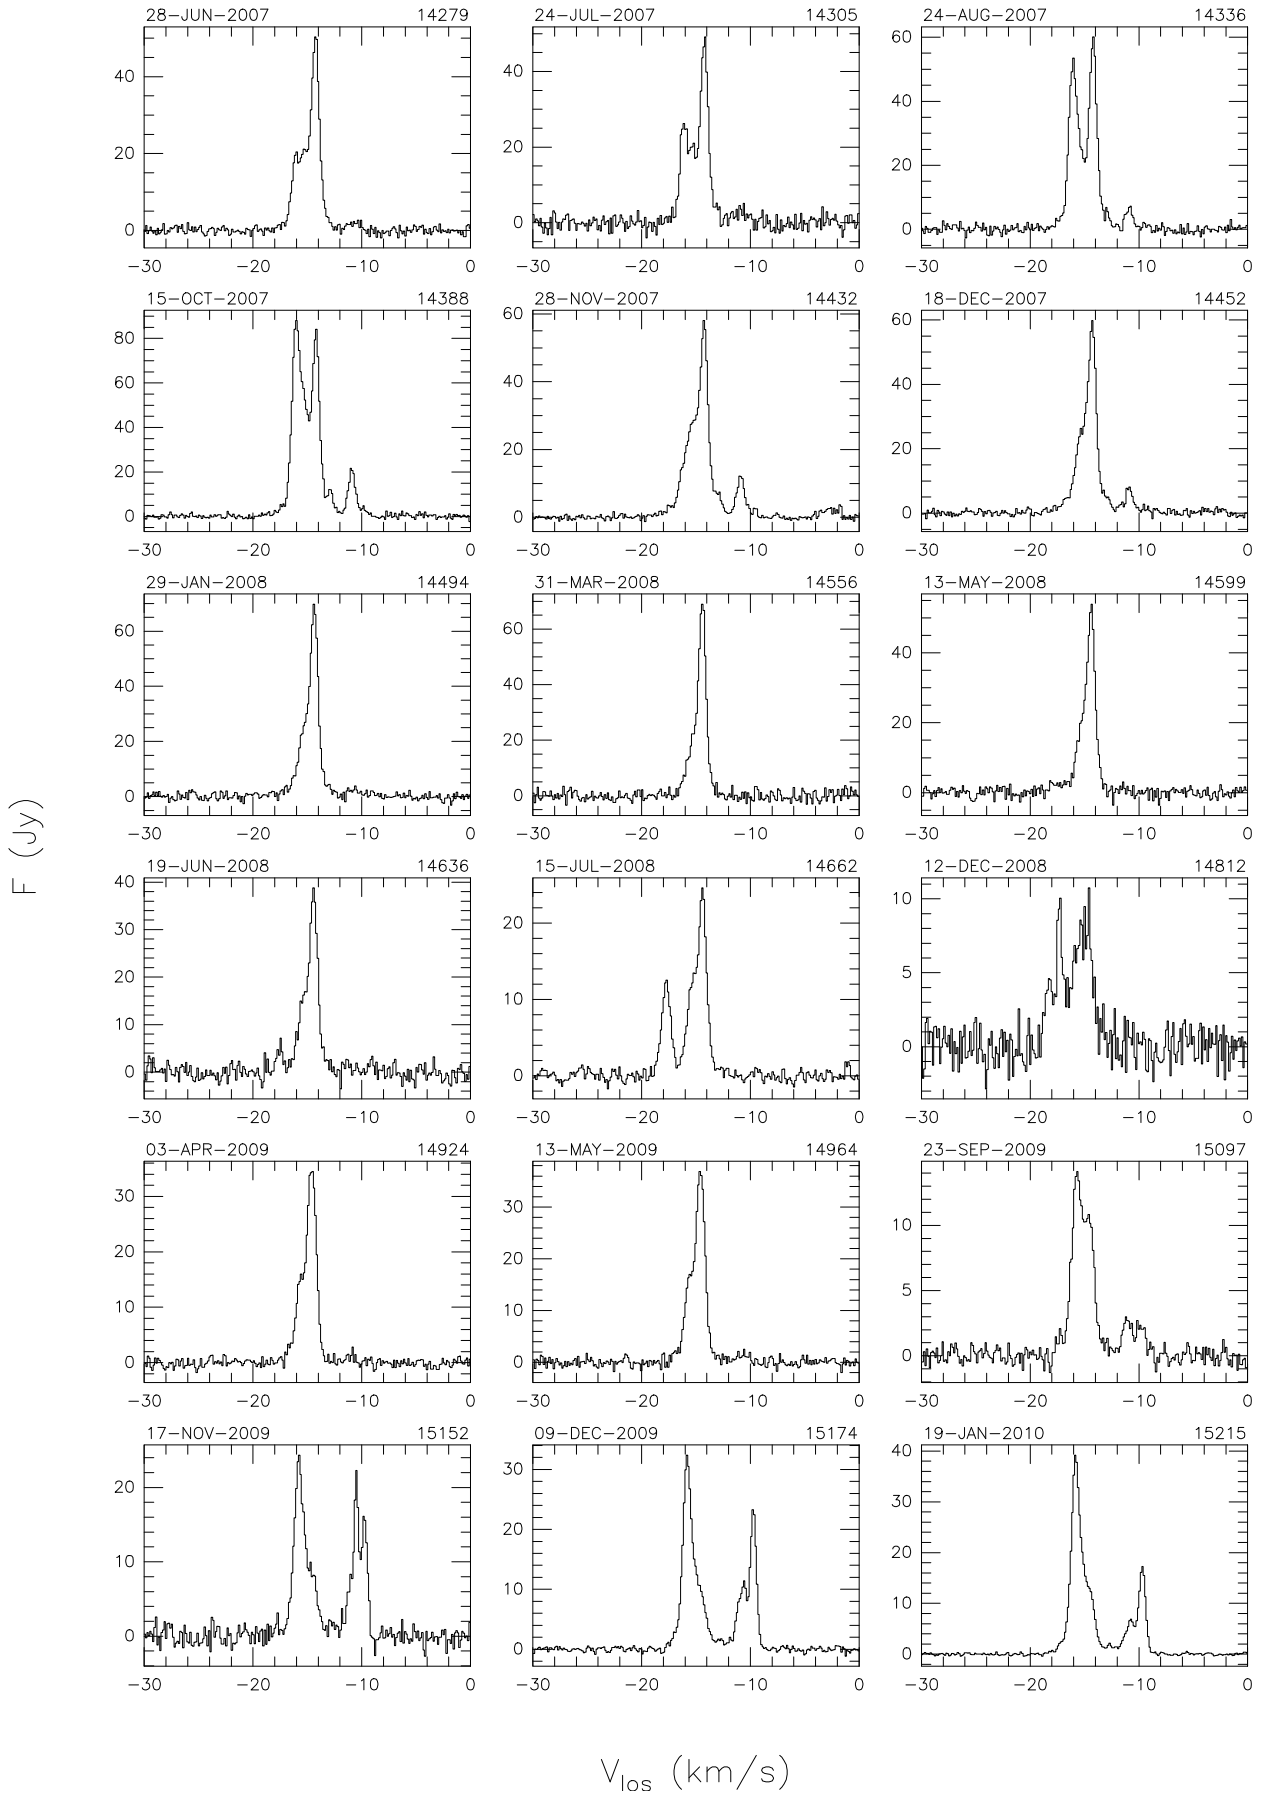 28-JUN-2007 14279 24-JUL-2007 14305 24-AUG-2007 14336
40 40 60
20 20 40
0 0 20
0
-30 -20 -10 0 -30 -20 -10 0 -30 -20 -10 0
15-OCT-2007 14388 28-NOV-2007 14432 18-DEC-2007 14452
80 60 60
60 40 40
40 20 20
20 0 0
0
-30 -20 -10 0 -30 -20 -10 0 -30 -20 -10 0
29-JAN-2008 14494 31-MAR-2008 14556 13-MAY-2008 14599
60 60 40
40 40 20
20 20 0
0 0
-30 -20 -10 0 -30 -20 -10 0 -30 -20 -10 0
F (Jy)
19-JUN-2008 14636 15-JUL-2008 14662 12-DEC-2008 14812
40 20 10
30 10 5
20 0 0
10
0
-30 -20 -10 0 -30 -20 -10 0 -30 -20 -10 0
03-APR-2009 14924 13-MAY-2009 14964 23-SEP-2009 15097
30 30 10
20 20 5
10 10 0
0 0
-30 -20 -10 0 -30 -20 -10 0 -30 -20 -10 0
17-NOV-2009 15152 09-DEC-2009 15174 19-JAN-2010 15215
20 30 40
10 20 30
0 10 20
0 10
0
-30 -20 -10 0 -30 -20 -10 0 -30 -20 -10 0
V_los (km/s)